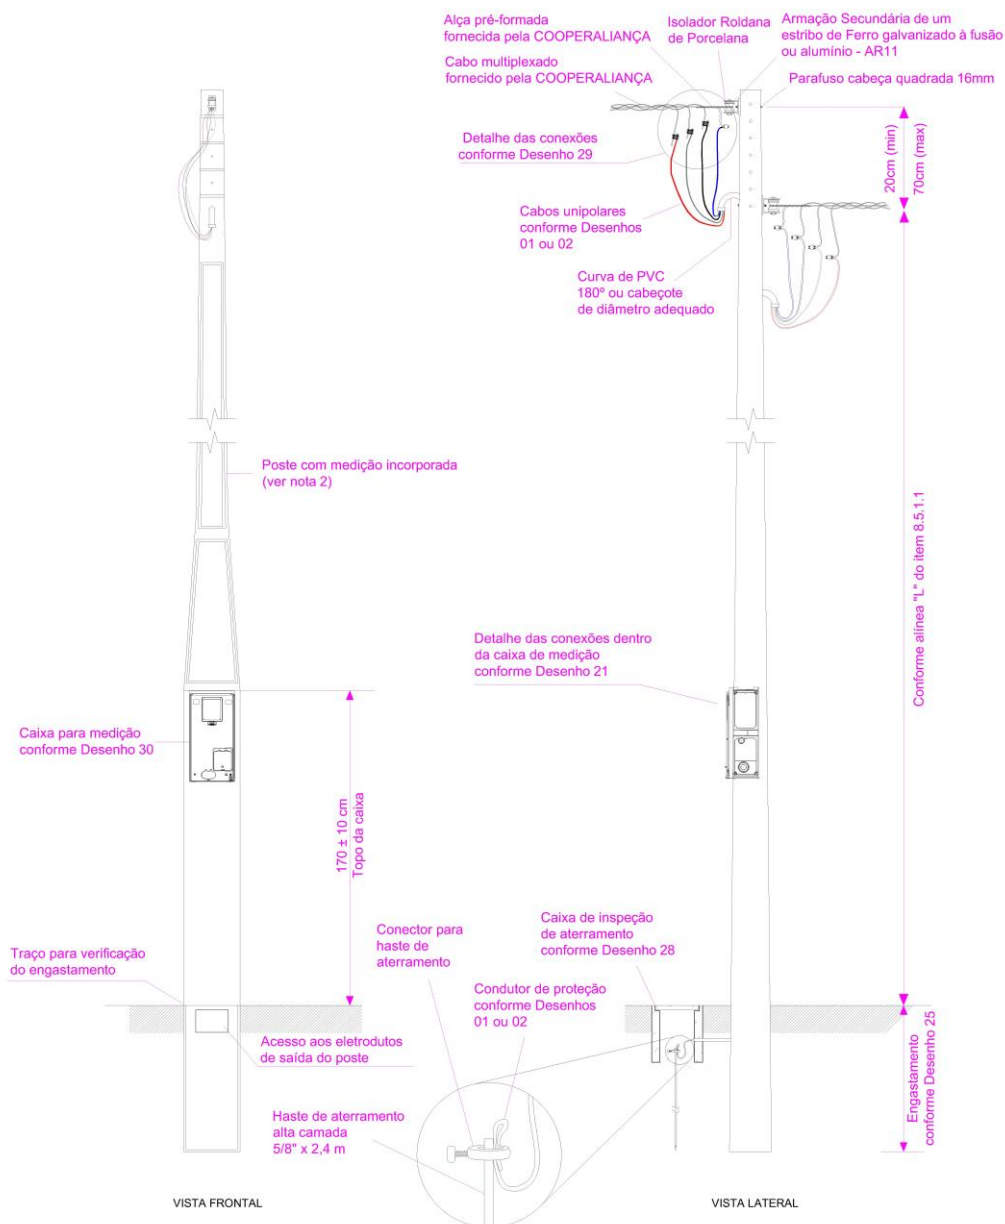 Alça pré-formada
fornecida pela COOPERALIANÇA
Isolador Roldana
de Porcelana
Armação Secundária de um
estribo de Ferro galvanizado à fusão
ou alumínio - AR11
Cabo multiplexado
fornecido pela COOPERALIANÇA
Parafuso cabeça quadrada 16mm
Detalhe das conexões
conforme Desenho 29
20cm (min)
70cm (max)
Cabos unipolares
conforme Desenhos
01 ou 02
Curva de PVC
180º ou cabeçote
de diâmetro adequado
Poste com medição incorporada
(ver nota 2)
Conforme alínea "L" do item 8.5.1.1
Detalhe das conexões dentro
da caixa de medição
conforme Desenho 21
Caixa para medição
conforme Desenho 30
170 ± 10 cm
Topo da caixa
Conector para
haste de
aterramento
Caixa de inspeção
de aterramento
conforme Desenho 28
Traço para verificação
do engastamento
Condutor de proteção
conforme Desenhos
01 ou 02
Acesso aos eletrodutos
de saída do poste
Engastamento
conforme Desenho 25
Haste de aterramento
alta camada
5/8" x 2,4 m
VISTA FRONTAL
VISTA LATERAL